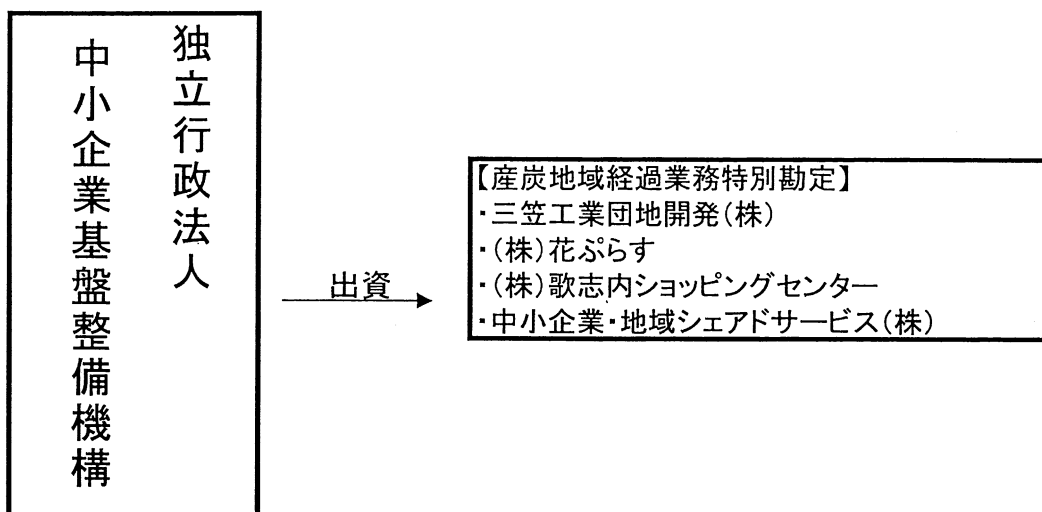 独立行政法人
中小企業基盤整備機構
出資
【産炭地域経過業務特別勘定】
・三笠工業団地開発(株)
・(株)花ぷらす
・(株)歌志内ショッピングセンター
・中小企業・地域シェアドサービス(株)